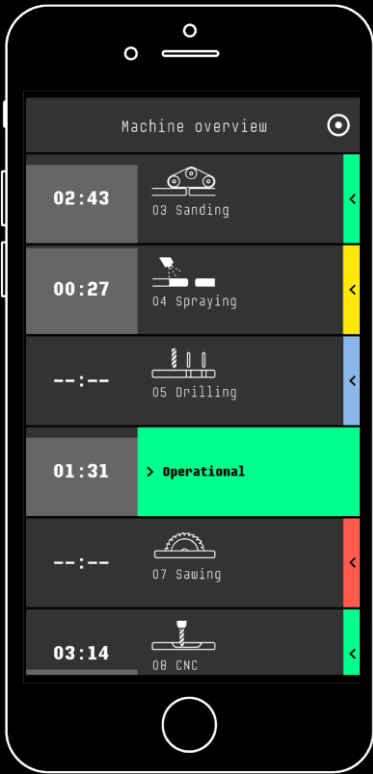 Machine overview
02:43
03 Sanding
00:27
04 Spraying
--:--
05 Drilling
01:31
> Operational
--:--
07 Sawing
03:14
08 CNC